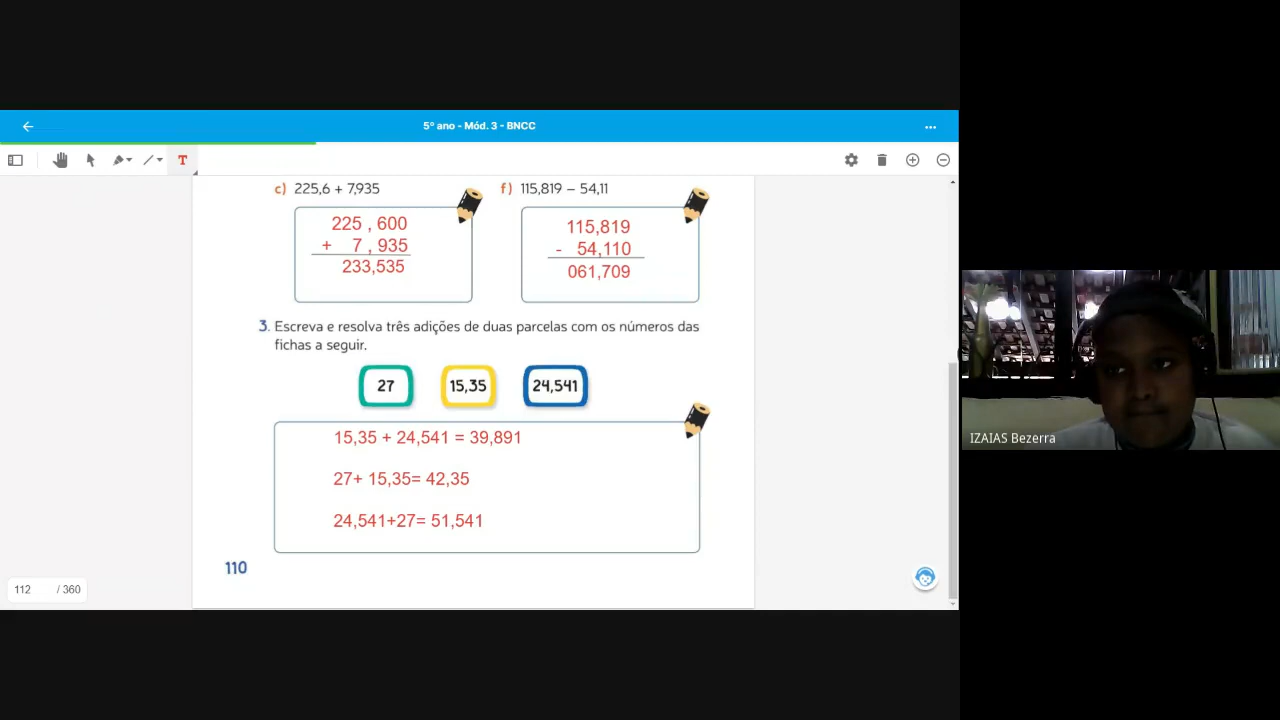 5º ano - Mód. 3 - BNCC
T
c) 225,6 + 7,935
f) 115,819 – 54,11
225 , 600
+ 7 , 935
233,535
115,819
- 54,110
061,709
3. Escreva e resolva três adições de duas parcelas com os números das
fichas a seguir.
27
15,35
24,541
15,35 + 24,541 = 39,891
27+ 15,35= 42,35
24,541+27= 51,541
110
112 / 360
IZAIAS Bezerra